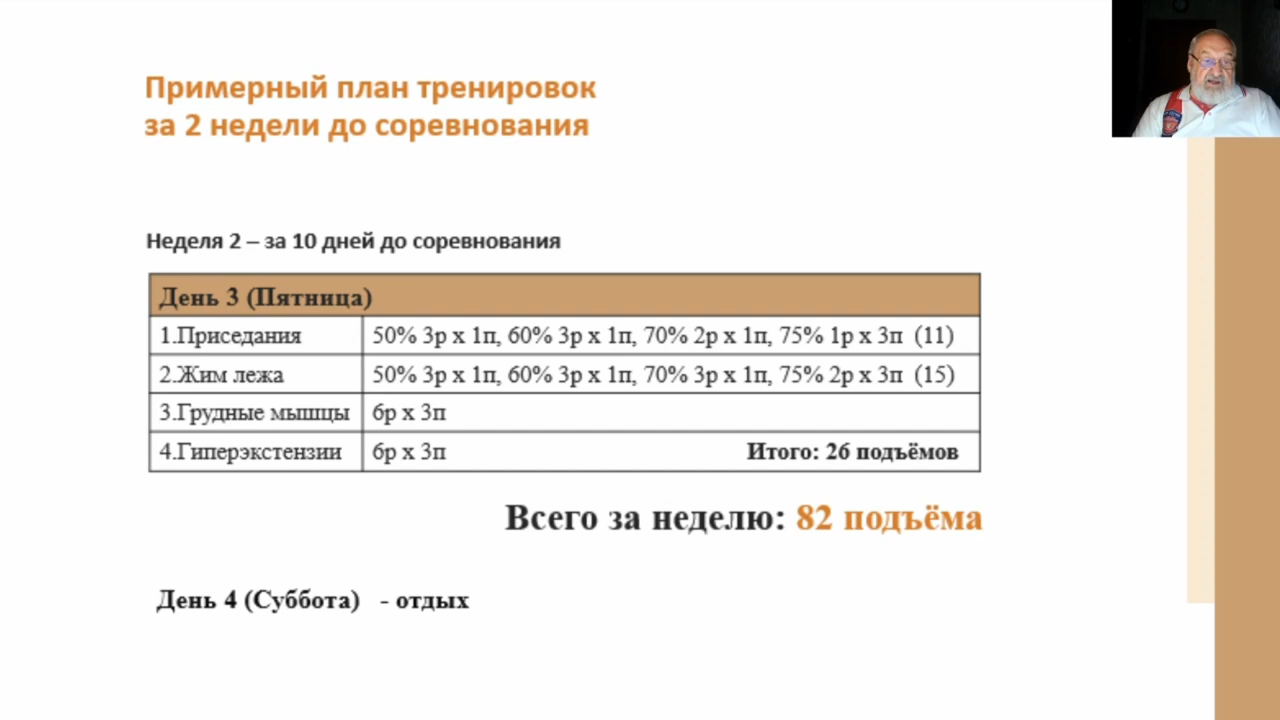 Примерный план тренировок
за 2 недели до соревнования
Неделя 2 – за 10 дней до соревнования
День 3 (Пятница)
1.Приседания 50% 3р х 1п, 60% 3р х 1п, 70% 2р х 1п, 75% 1р х 3п (11)
2.Жим лежа 50% 3р х 1п, 60% 3р х 1п, 70% 3р х 1п, 75% 2р х 3п (15)
3.Грудные мышцы 6р х 3п
4.Гиперэкстензии 6р х 3п Итого: 26 подъёмов
Всего за неделю: 82 подъёма
День 4 (Суббота) - отдых